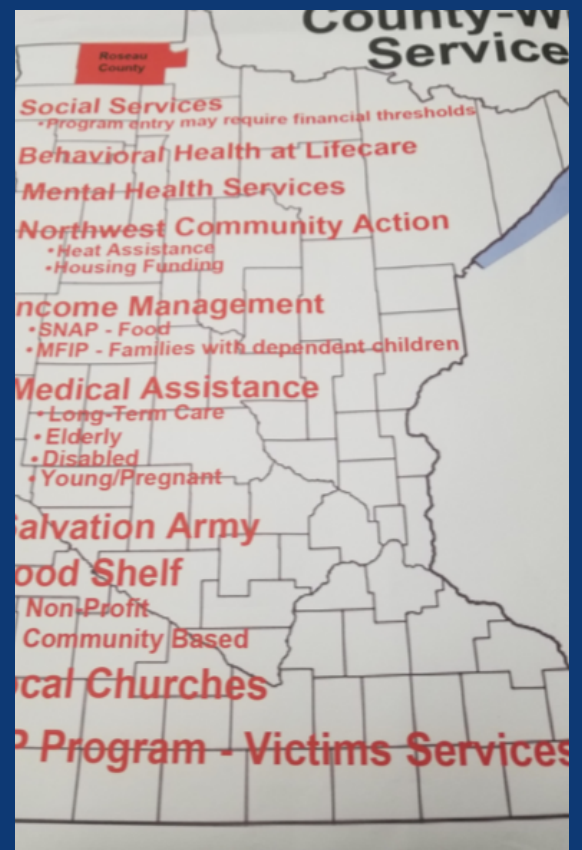 County-W
Service
Roseau
County
Social Services
•Program entry may require financial thresholds
Behavioral Health at Lifecare
Mental Health Services
Northwest Community Action
•Heat Assistance
•Housing Funding
ncome Management
•SNAP - Food
•MFIP - Families with dependent children
Medical Assistance
•Long-Term Care
•Elderly
•Disabled
•Young/Pregnant
alvation Army
ood Shelf
Non-Profit
Community Based
cal Churches
P Program - Victims Services